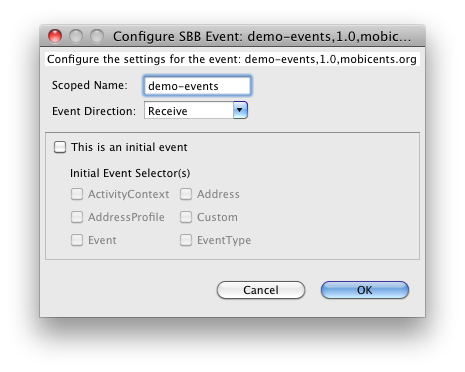 Configure SBB Event: demo-events,1.0,mobic...
Configure the settings for the event: demo-events,1.0,mobicents.org
Scoped Name: demo-events
Event Direction: Receive
This is an initial event
Initial Event Selector(s)
ActivityContext Address
AddressProfile Custom
Event EventType
Cancel OK